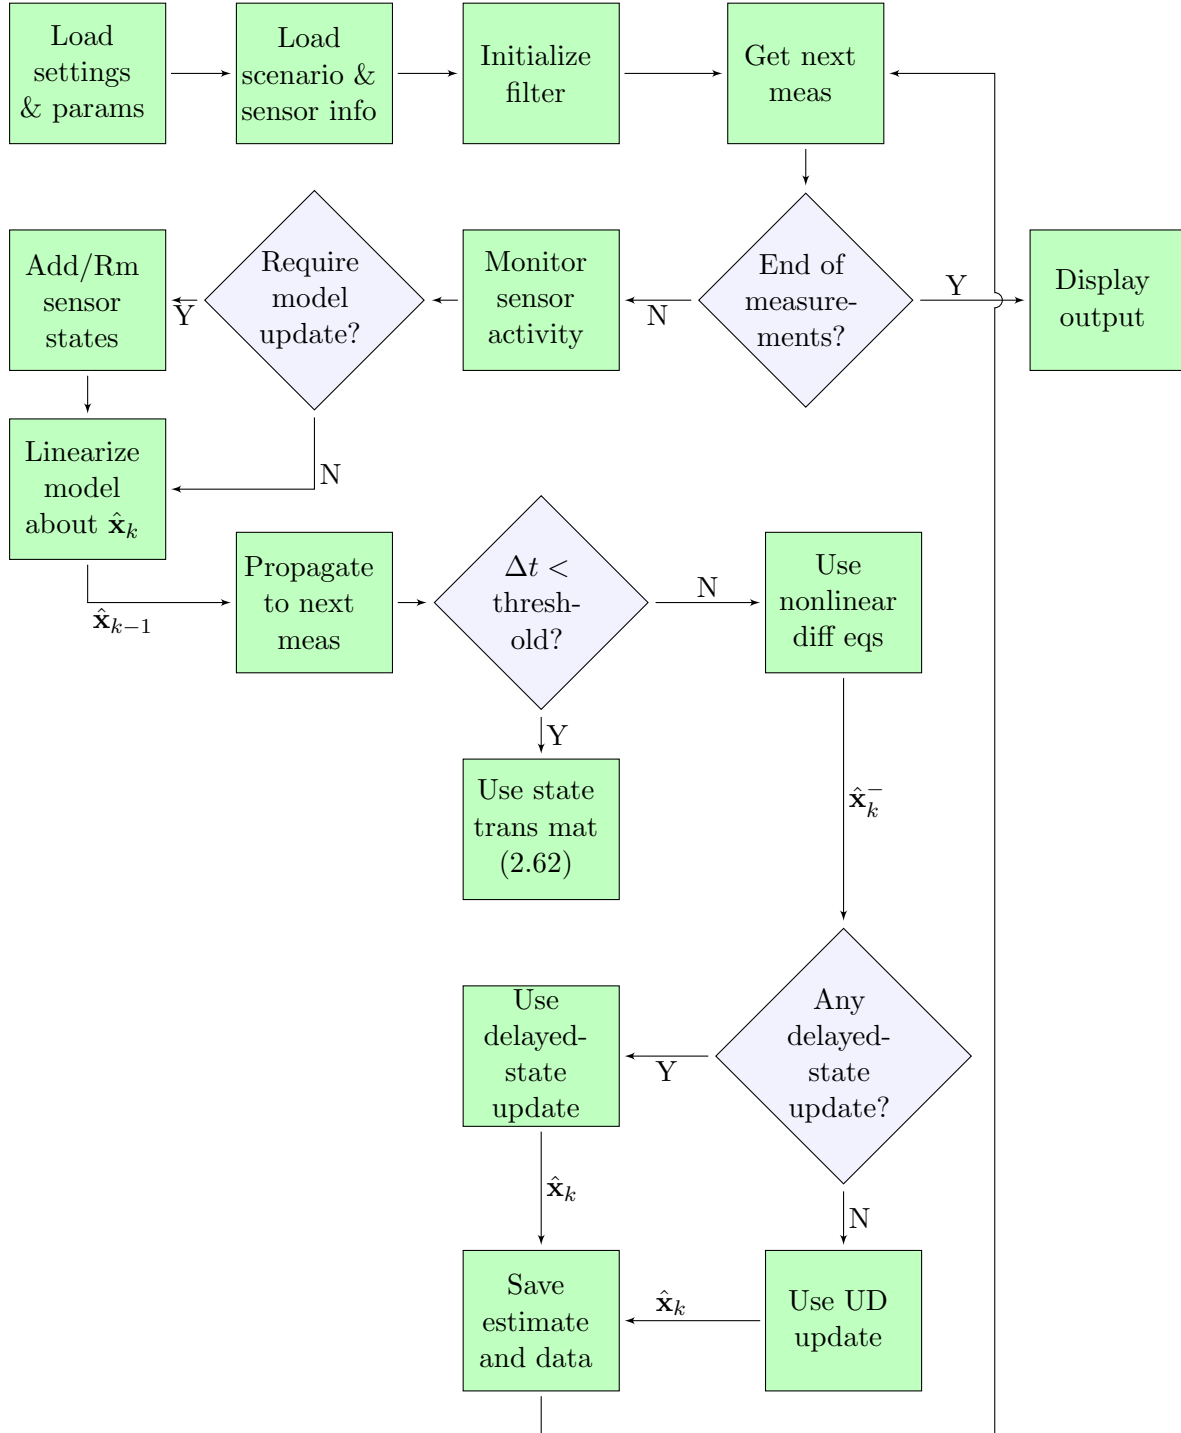 Load
settings
& params
Load
scenario &
sensor info
Initialize
filter
Get next
meas
Add/Rm
sensor
states
Y
Require
model
update?
Monitor
sensor
activity
N
End of
measure-
ments?
Y
Display
output
Linearize
model
about x̂ₖ
N
x̂ₖ₋₁
Propagate
to next
meas
Δt <
thresh-
old?
N
Use
nonlinear
diff eqs
Y
Use state
trans mat
(2.62)
x̂ₖ⁻
Use
delayed-
state
update
Y
Any
delayed-
state
update?
x̂ₖ
N
Save
estimate
and data
x̂ₖ
Use UD
update